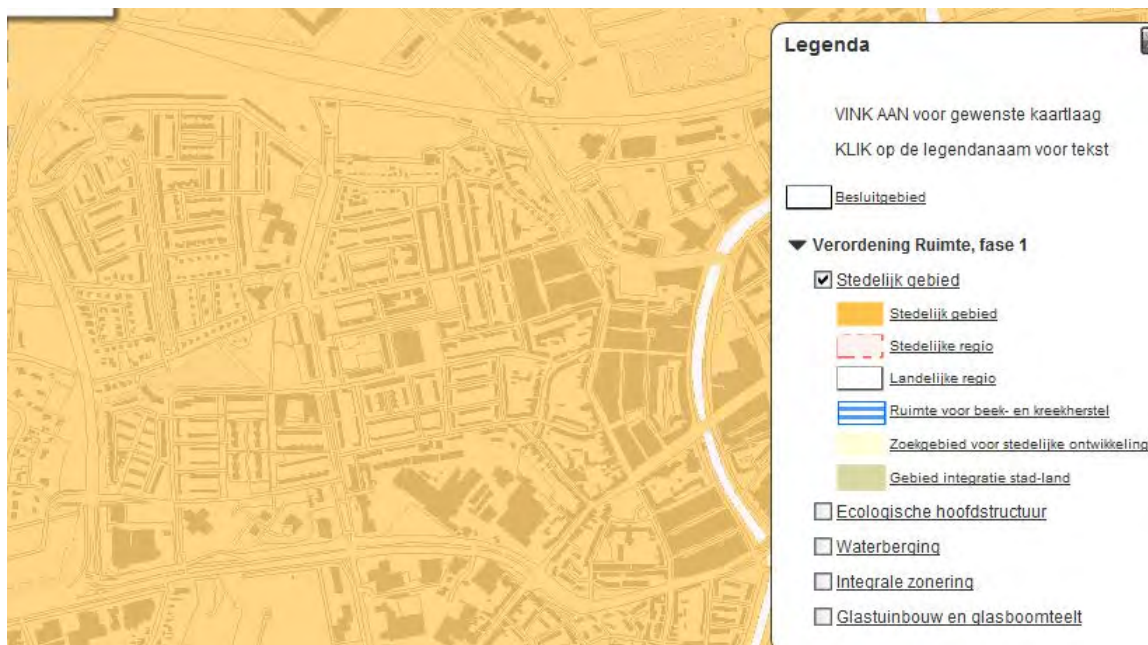 Legenda
VINK AAN voor gewenste kaartlaag
KLIK op de legendanaam voor tekst
Besluitgebied
Verordening Ruimte, fase 1
Stedelijk gebied
Stedelijk gebied
Stedelijke regio
Landelijke regio
Ruimte voor beek- en kreekherstel
Zoekgebied voor stedelijke ontwikkeling
Gebied integratie stad-land
Ecologische hoofdstructuur
Waterberging
Integrale zonering
Glastuinbouw en glasboomteelt